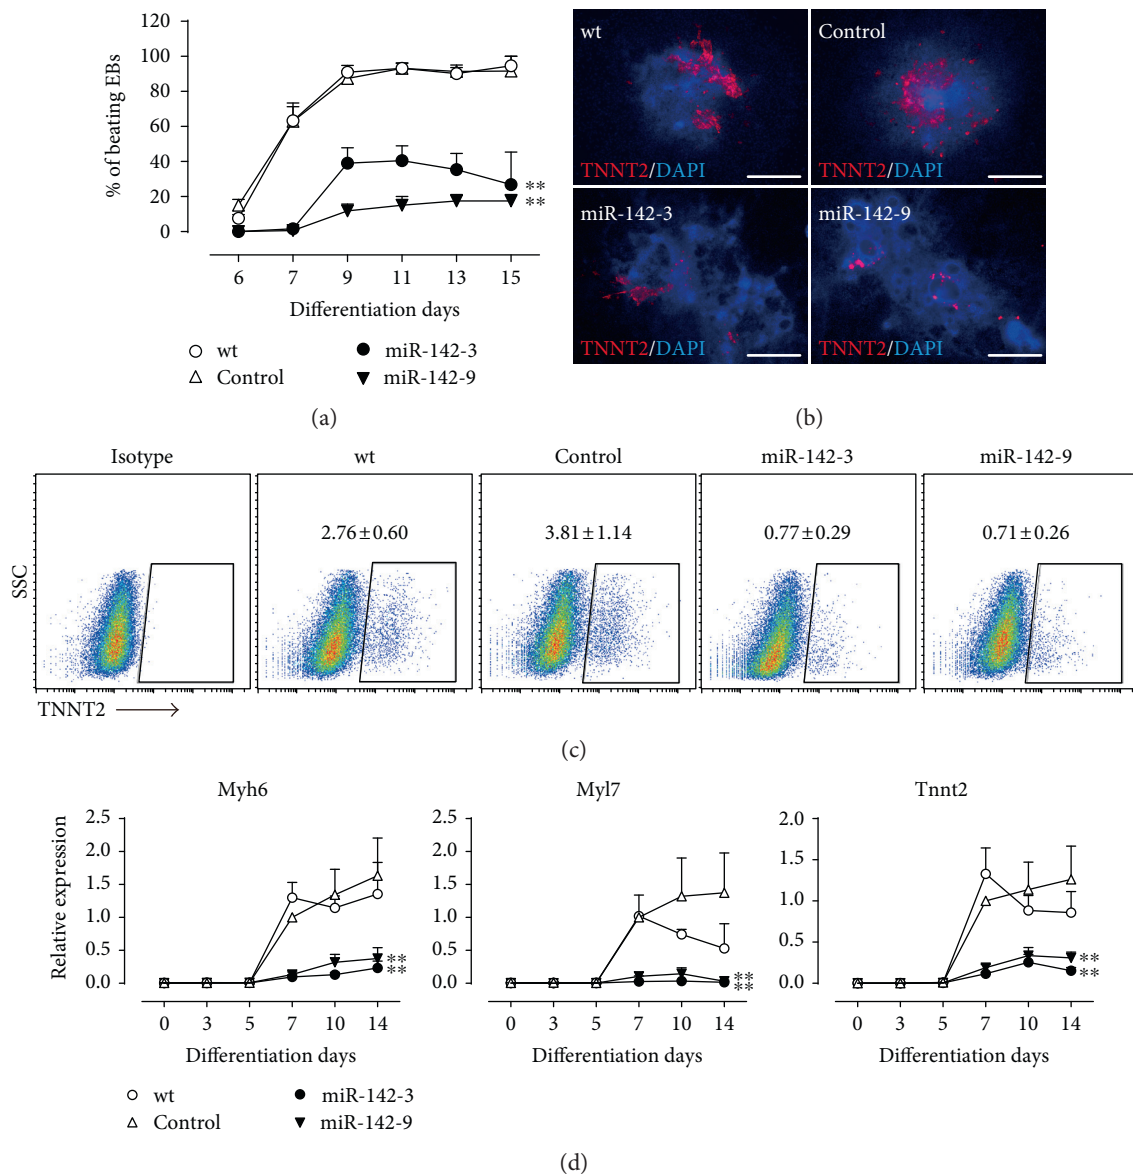 120
100
80
60
40
20
0
% of beating EBs
**
**
6 7 9 11 13 15
Differentiation days
wt
Control
miR-142-3
miR-142-9
(a)
wt
TNNT2/DAPI
Control
TNNT2/DAPI
miR-142-3
TNNT2/DAPI
miR-142-9
TNNT2/DAPI
(b)
Isotype
wt
Control
miR-142-3
miR-142-9
2.76±0.60
3.81±1.14
0.77±0.29
0.71±0.26
SSC
TNNT2
(c)
Myh6
Relative expression
2.5
2.0
1.5
1.0
0.5
0.0
**
**
0 3 5 7 10 14
Differentiation days
Myl7
2.5
2.0
1.5
1.0
0.5
0.0
**
**
0 3 5 7 10 14
Differentiation days
Tnnt2
2.0
1.5
1.0
0.5
0.0
**
**
0 3 5 7 10 14
Differentiation days
wt
Control
miR-142-3
miR-142-9
(d)